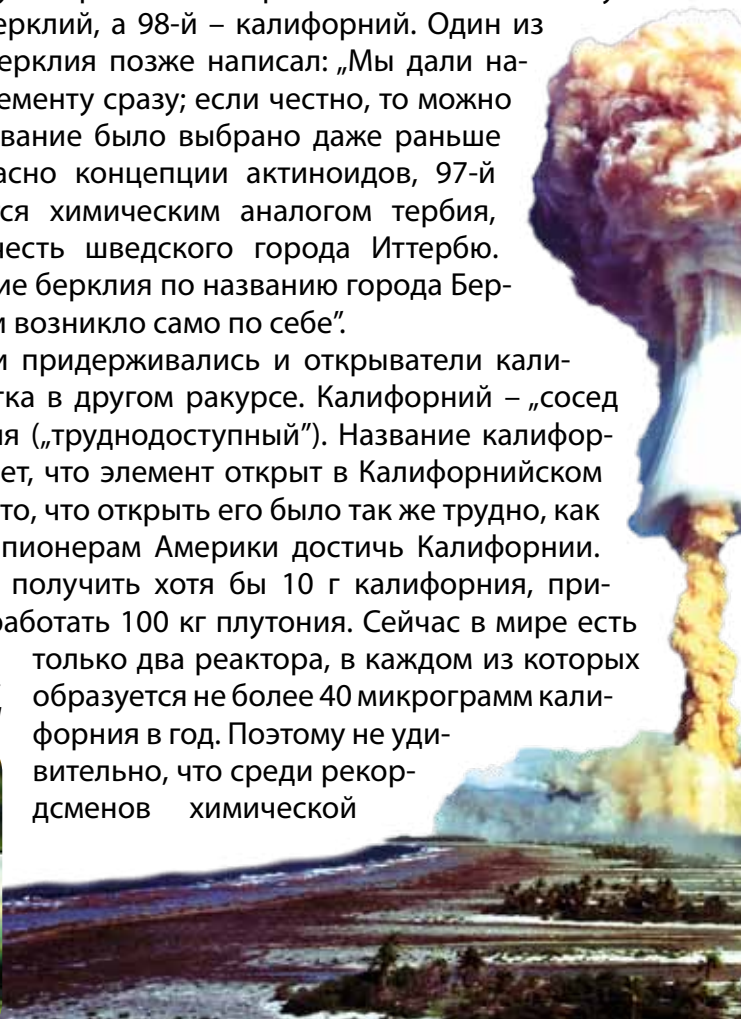 ерклий, а 98-й – калифорний. Один из
ерклия позже написал: „Мы дали на-
ементу сразу; если честно, то можно
вание было выбрано даже раньше
асно концепции актиноидов, 97-й
ся химическим аналогом тербия,
честь шведского города Иттербю.
ие берклия по названию города Бер-
и возникло само по себе”.
и придерживались и открыватели кали-
тка в другом ракурсе. Калифорний – „сосед
ия („труднодоступный”). Название калифор-
ет, что элемент открыт в Калифорнийском
то, что открыть его было так же трудно, как
пионерам Америки достичь Калифорнии.
получить хотя бы 10 г калифорния, при-
работать 100 кг плутония. Сейчас в мире есть
только два реактора, в каждом из которых
образуется не более 40 микрограмм кали-
форния в год. Поэтому не уди-
вительно, что среди рекор-
дсменов химической